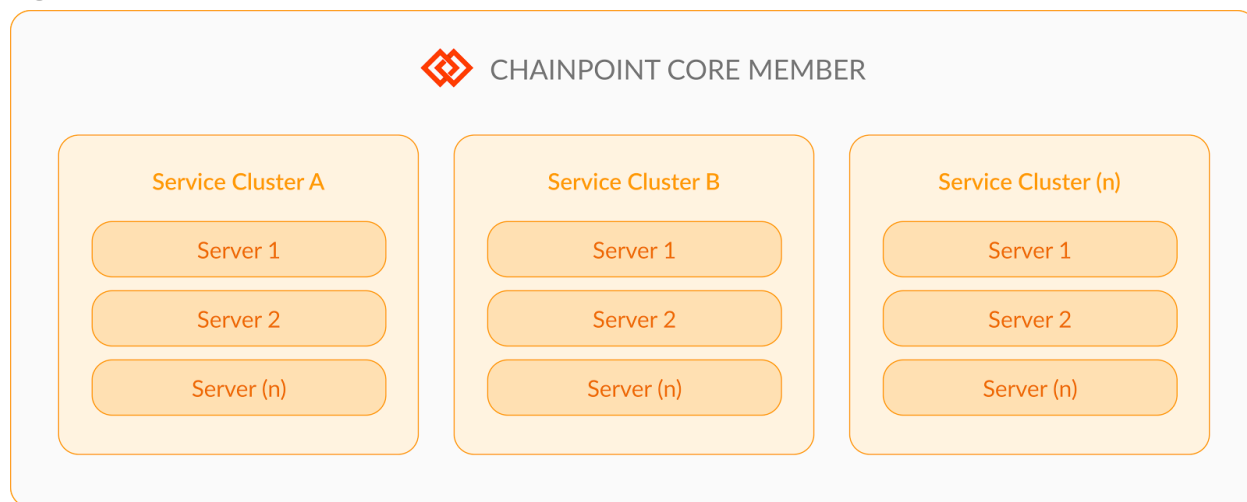 CHAINPOINT CORE MEMBER
Service Cluster A
Server 1
Server 2
Server (n)
Service Cluster B
Server 1
Server 2
Server (n)
Service Cluster (n)
Server 1
Server 2
Server (n)